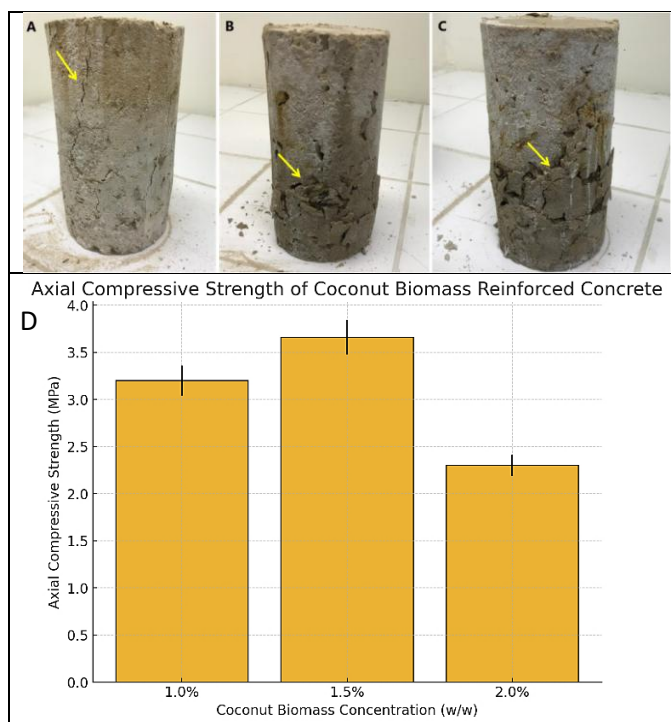 A
B
C
Axial Compressive Strength of Coconut Biomass Reinforced Concrete
D
Axial Compressive Strength (MPa)
4.0
3.5
3.0
2.5
2.0
1.5
1.0
0.5
0.0
1.0%
1.5%
2.0%
Coconut Biomass Concentration (w/w)